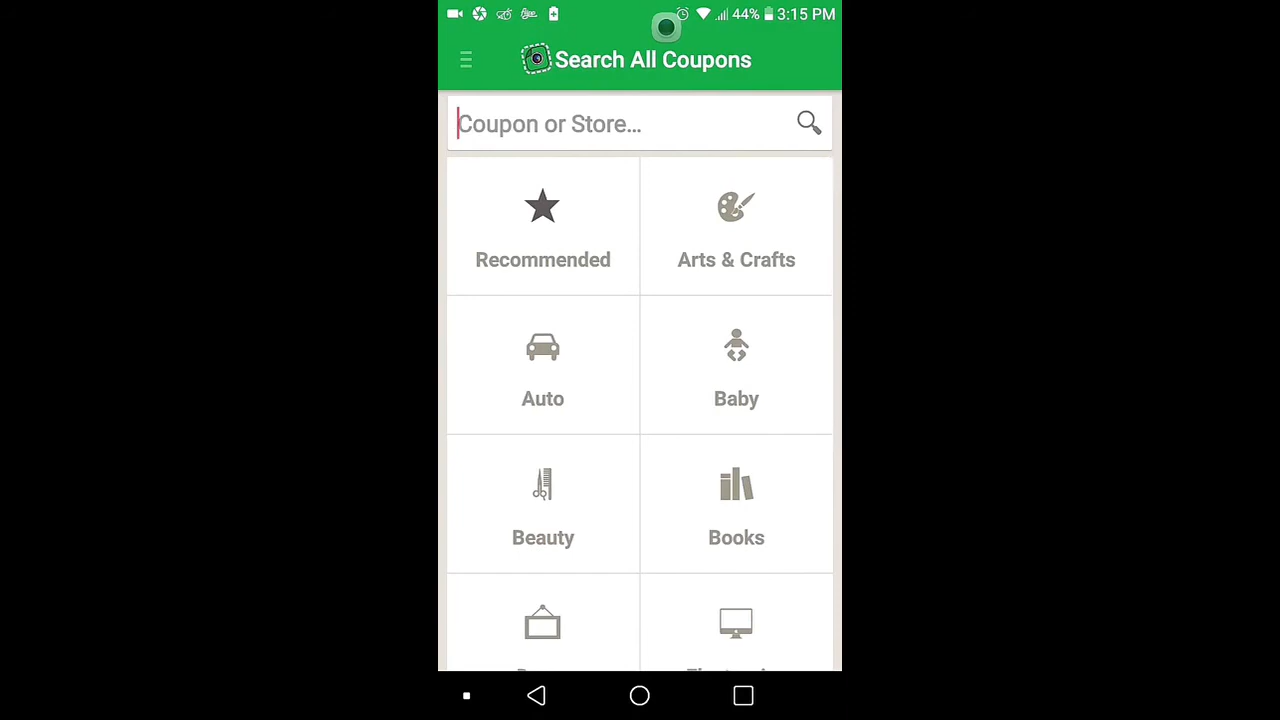 44% 3:15 PM
Search All Coupons
Coupon or Store...
Recommended
Arts & Crafts
Auto
Baby
Beauty
Books